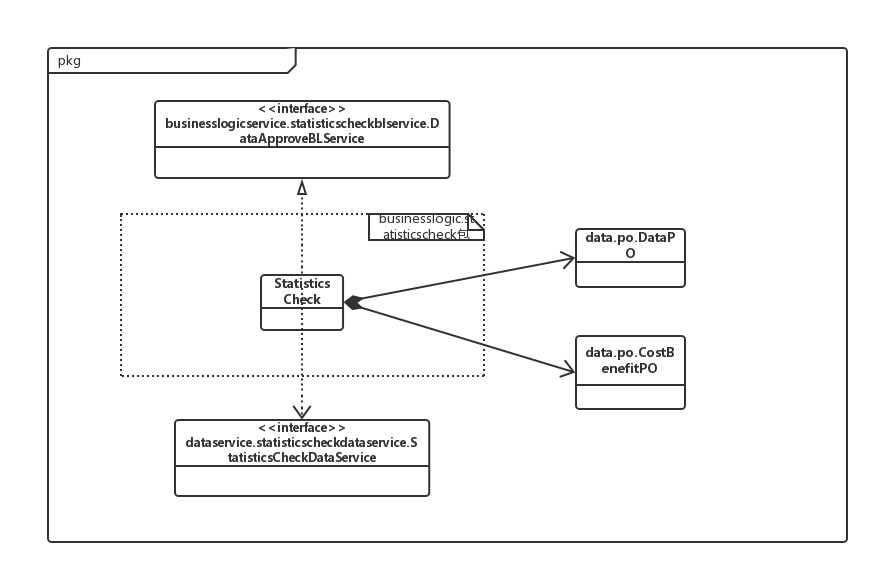 pkg
<<interface>>
businesslogicservice.statisticscheckblservice.D
ataApproveBLService
businesslogic.st
atisticscheck包
data.po.DataP
O
Statistics
Check
data.po.CostB
enefitPO
<<interface>>
dataservice.statisticscheckdataservice.S
tatisticsCheckDataService